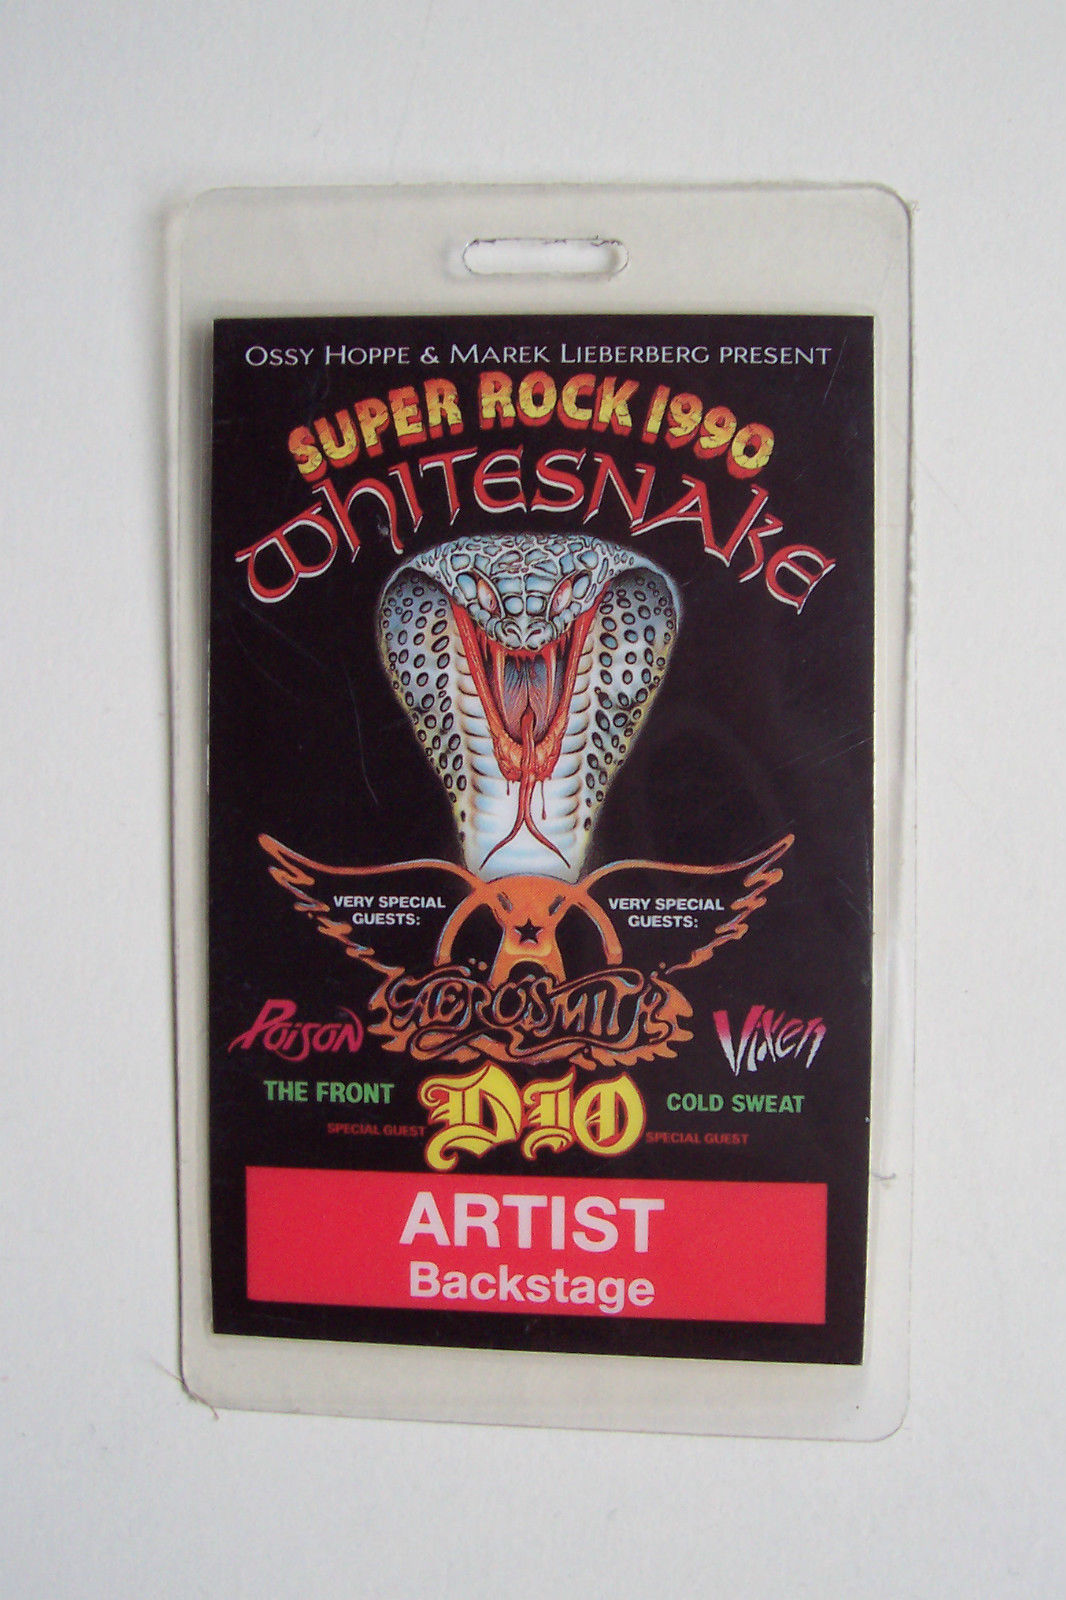 OSSY HOPPE & MAREK LIEBERBERG PRESENT
SUPER ROCK 1990
WHITESNAKE
VERY SPECIAL GUESTS:
VERY SPECIAL GUESTS:
AEROSMITH
POISON
VIXEN
THE FRONT
COLD SWEAT
SPECIAL GUEST
DIO
SPECIAL GUEST
ARTIST
Backstage